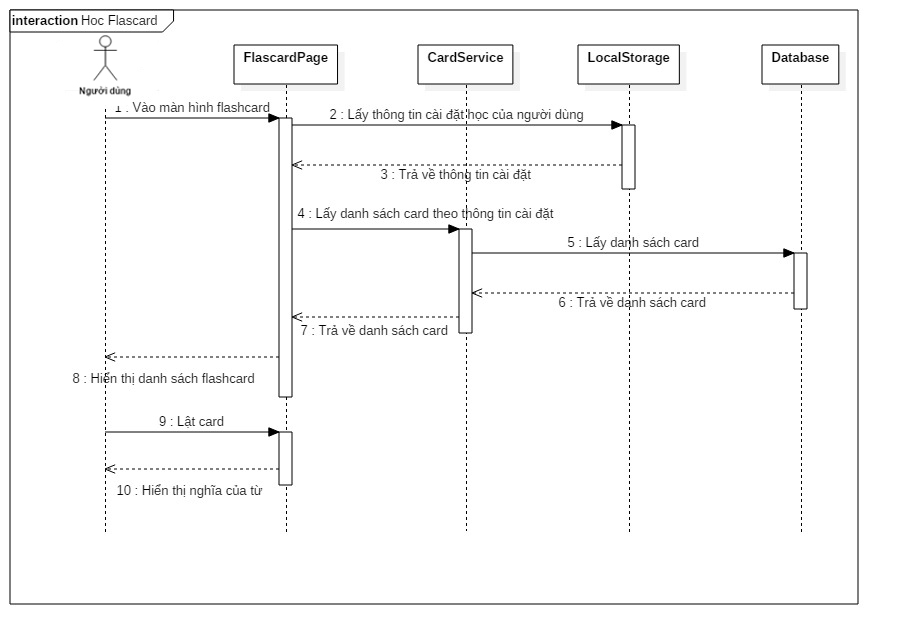 interaction Hoc Flascard
Người dùng
FlascardPage
CardService
LocalStorage
Database
1 : Vào màn hình flashcard
2 : Lấy thông tin cài đặt học của người dùng
3 : Trả về thông tin cài đặt
4 : Lấy danh sách card theo thông tin cài đặt
5 : Lấy danh sách card
6 : Trả về danh sách card
7 : Trả về danh sách card
8 : Hiển thị danh sách flashcard
9 : Lật card
10 : Hiển thị nghĩa của từ